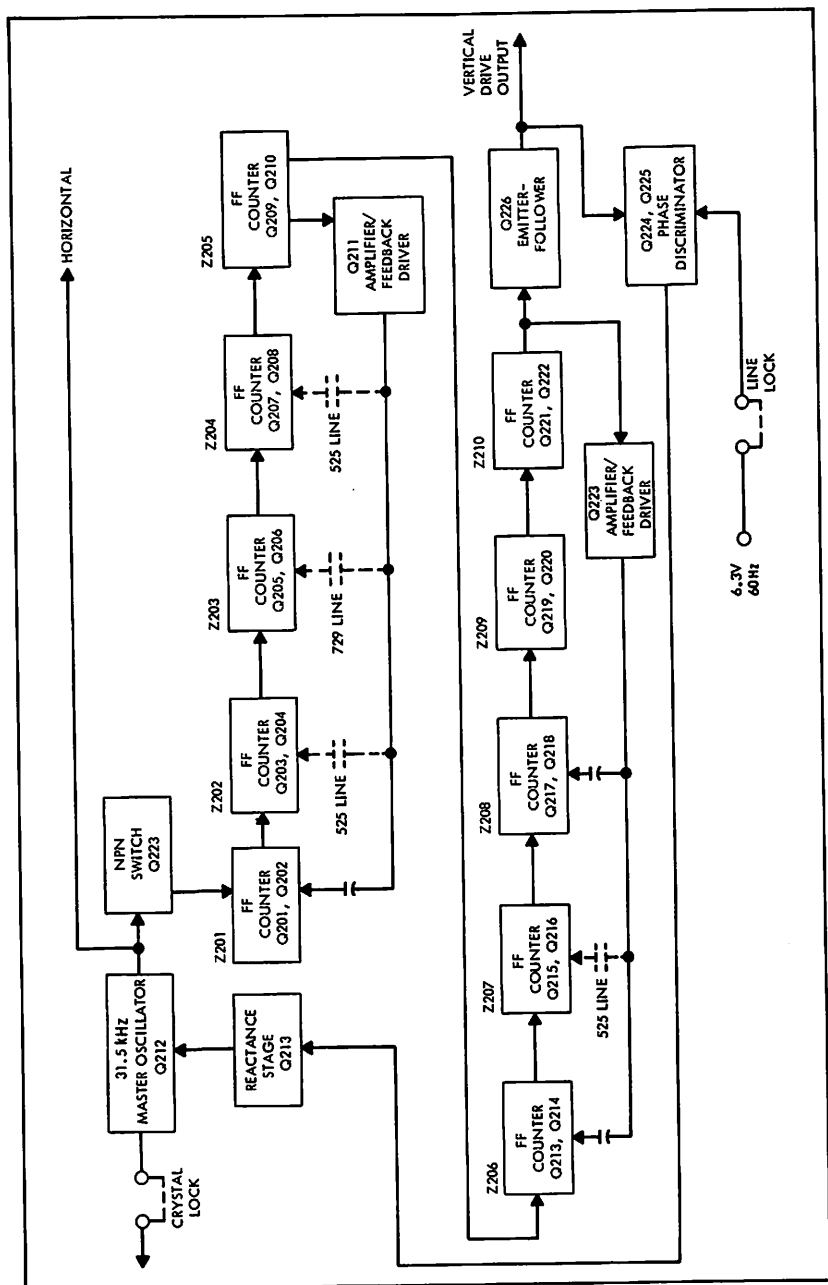 HORIZONTAL
31.5 kHz
MASTER OSCILLATOR
Q212
CRYSTAL
LOCK
NPN
SWITCH
Q223
REACTANCE
STAGE
Q213
Z201
FF
COUNTER
Q201, Q202
Z202
FF
COUNTER
Q203, Q204
Z203
FF
COUNTER
Q205, Q206
Z204
FF
COUNTER
Q207, Q208
Z205
FF
COUNTER
Q209, Q210
525 LINE
729 LINE
525 LINE
Q211
AMPLIFIER/
FEEDBACK
DRIVER
Z206
FF
COUNTER
Q213, Q214
Z207
FF
COUNTER
Q215, Q216
Z208
FF
COUNTER
Q217, Q218
Z209
FF
COUNTER
Q219, Q220
Z210
FF
COUNTER
Q221, Q222
525 LINE
Q223
AMPLIFIER/
FEEDBACK
DRIVER
Q226
EMITTER-
FOLLOWER
VERTICAL
DRIVE
OUTPUT
Q224, Q225
PHASE
DISCRIMINATOR
6.3V
60Hz
LINE
LOCK